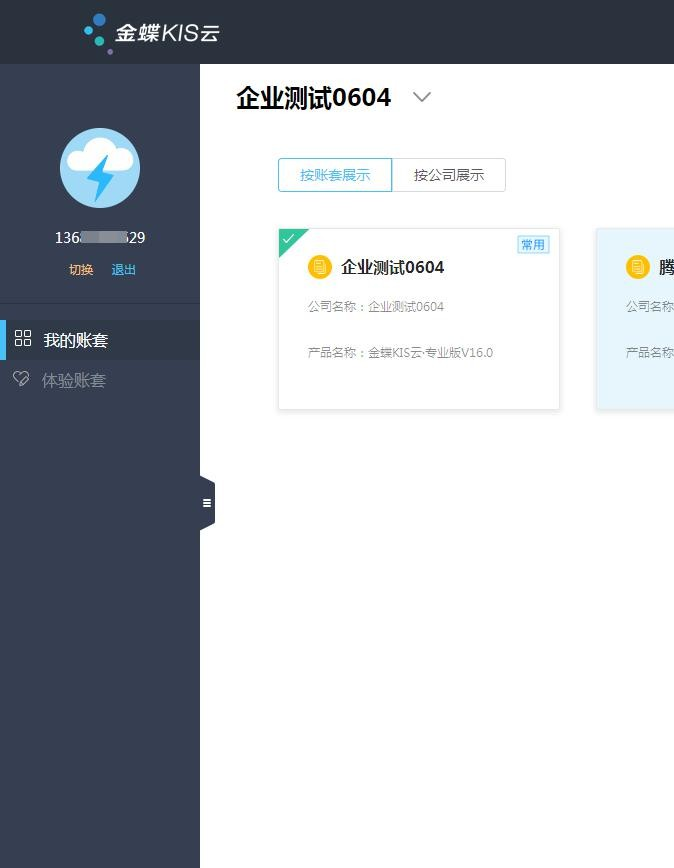 金蝶KIS云
企业测试0604
按账套展示 按公司展示
136 629
切换 退出
我的账套
体验账套
常用
企业测试0604
公司名称：企业测试0604
产品名称：金蝶KIS云·专业版V16.0
腾
公司名称
产品名称